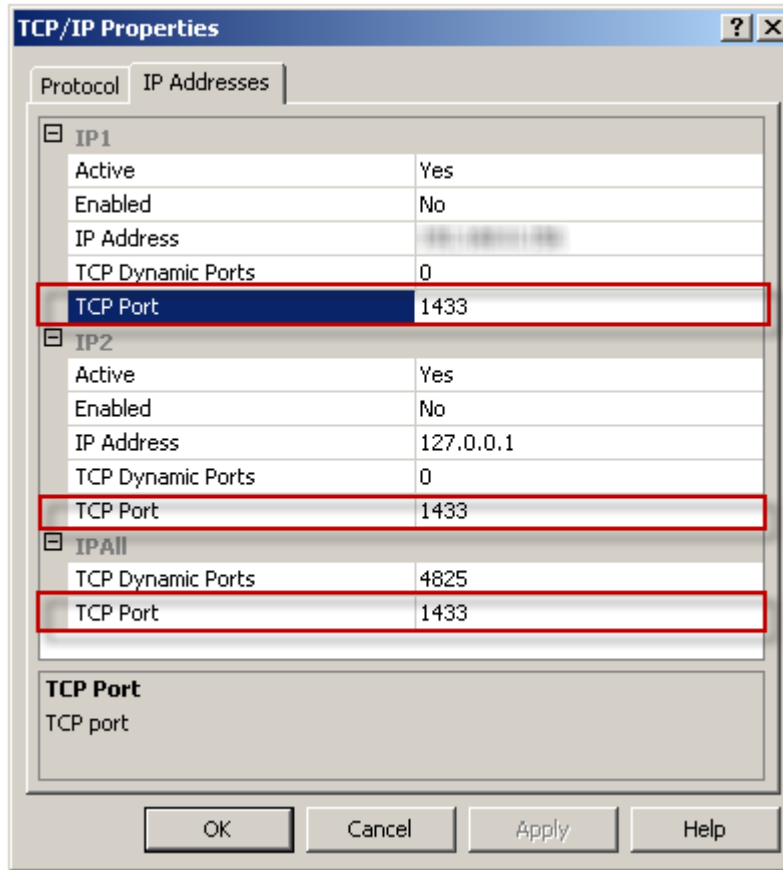 TCP/IP Properties
Protocol IP Addresses
IP1
Active Yes
Enabled No
IP Address
TCP Dynamic Ports 0
TCP Port 1433
IP2
Active Yes
Enabled No
IP Address 127.0.0.1
TCP Dynamic Ports 0
TCP Port 1433
IPAll
TCP Dynamic Ports 4825
TCP Port 1433
TCP Port
TCP port
OK Cancel Apply Help